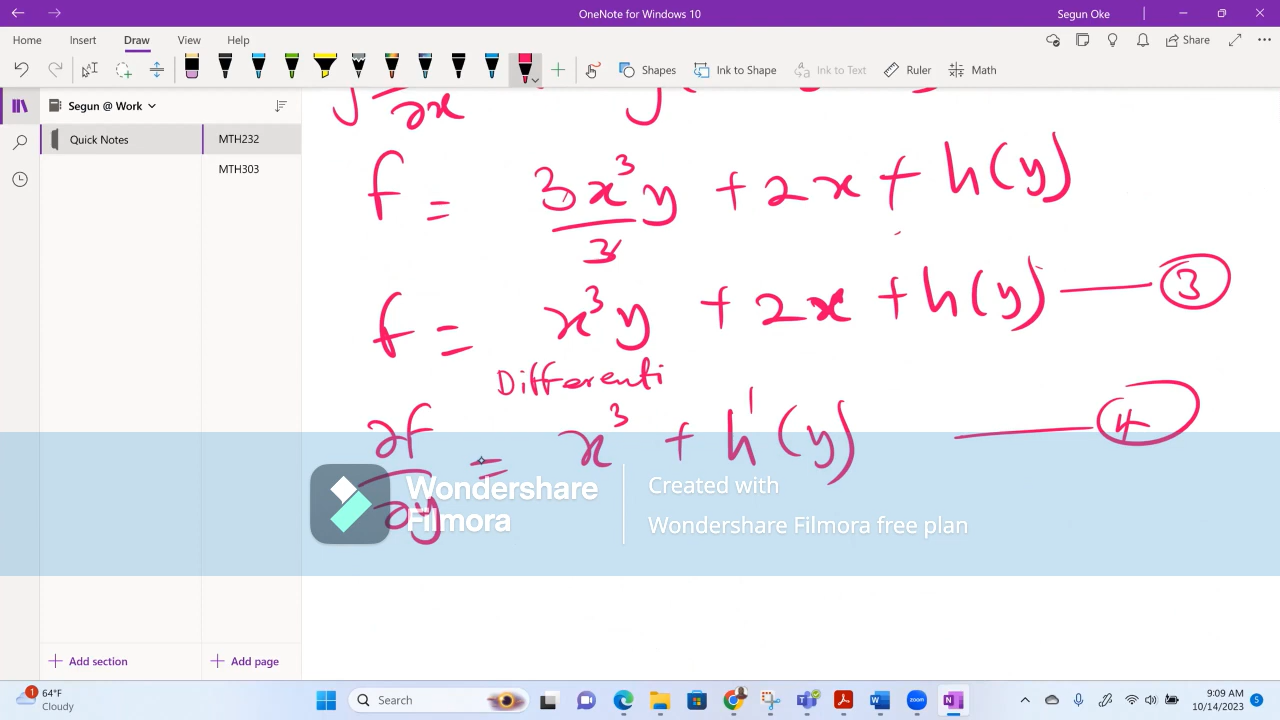 OneNote for Windows 10
Segun Oke
Home Insert Draw View Help
Share
Shapes
Ink to Shape
Ink to Text
Ruler
Math
Segun @ Work
Quick Notes
MTH232
MTH303
∂x
f = 3x³y/3 + 2x + h(y)
f = x³y + 2x + h(y) — 3
Differenti
∂f/∂y = x³ + h'(y) — 4
Wondershare Filmora
Created with
Wondershare Filmora free plan
Add section
Add page
1
64°F
Cloudy
Search
zoom
9:09 AM
10/14/2023
5